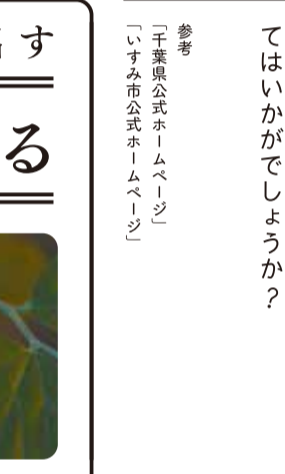 てはいかがでしょうか？
参考
「千葉県公式ホームページ」
「いすみ市公式ホームページ」
す
る